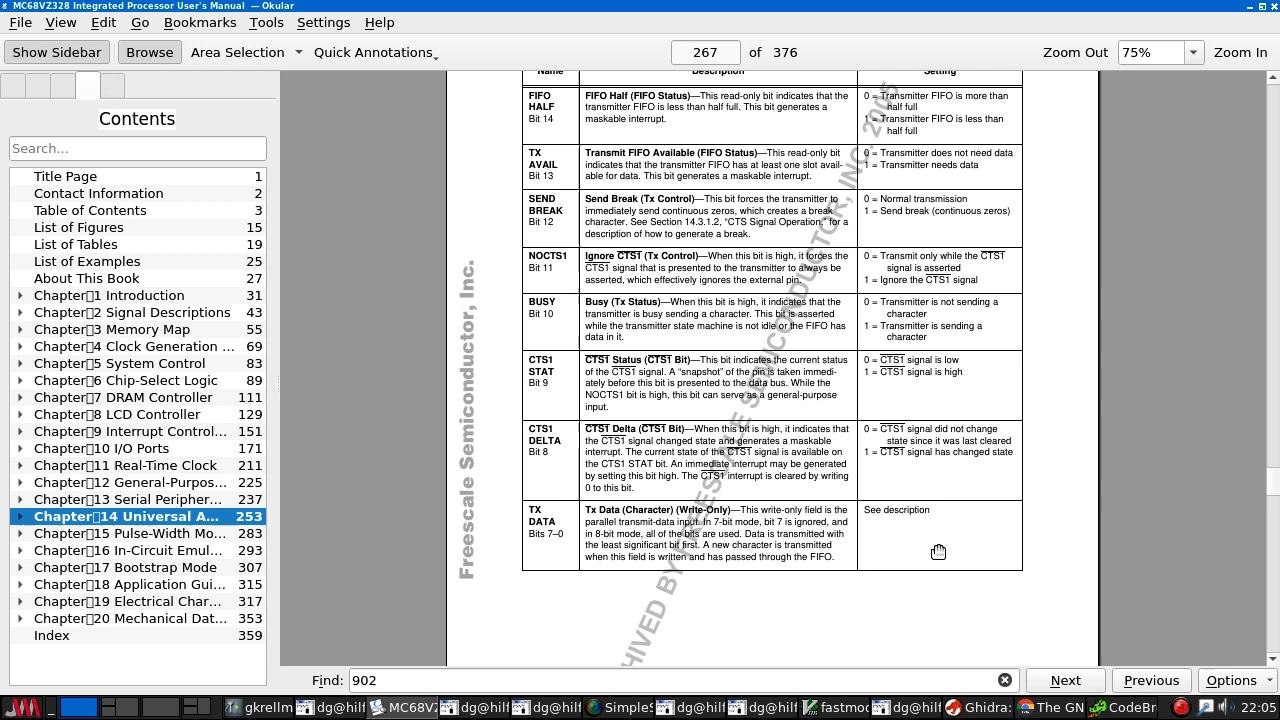 MC68VZ328 Integrated Processor User's Manual — Okular
File View Edit Go Bookmarks Tools Settings Help
Show Sidebar Browse Area Selection Quick Annotations 267 of 376 Zoom Out 75% Zoom In
Contents
Search...
Title Page 1
Contact Information 2
Table of Contents 3
List of Figures 15
List of Tables 19
List of Examples 25
About This Book 27
Chapter 1 Introduction 31
Chapter 2 Signal Descriptions 43
Chapter 3 Memory Map 55
Chapter 4 Clock Generation ... 69
Chapter 5 System Control 83
Chapter 6 Chip-Select Logic 89
Chapter 7 DRAM Controller 111
Chapter 8 LCD Controller 129
Chapter 9 Interrupt Control... 151
Chapter 10 I/O Ports 171
Chapter 11 Real-Time Clock 211
Chapter 12 General-Purpos... 225
Chapter 13 Serial Peripher... 237
Chapter 14 Universal A... 253
Chapter 15 Pulse-Width Mo... 283
Chapter 16 In-Circuit Emul... 293
Chapter 17 Bootstrap Mode 307
Chapter 18 Application Gui... 315
Chapter 19 Electrical Char... 317
Chapter 20 Mechanical Dat... 353
Index 359
Name Description Setting
FIFO
HALF
Bit 14
FIFO Half (FIFO Status)—This read-only bit indicates that the
transmitter FIFO is less than half full. This bit generates a
maskable interrupt.
0 = Transmitter FIFO is more than
half full
1 = Transmitter FIFO is less than
half full
TX
AVAIL
Bit 13
Transmit FIFO Available (FIFO Status)—This read-only bit
indicates that the transmitter FIFO has at least one slot avail-
able for data. This bit generates a maskable interrupt.
0 = Transmitter does not need data
1 = Transmitter needs data
SEND
BREAK
Bit 12
Send Break (Tx Control)—This bit forces the transmitter to
immediately send continuous zeros, which creates a break
character. See Section 14.3.1.2, “CTS Signal Operation,” for a
description of how to generate a break.
0 = Normal transmission
1 = Send break (continuous zeros)
NOCTS1
Bit 11
Ignore CTS1 (Tx Control)—When this bit is high, it forces the
CTS1 signal that is presented to the transmitter to always be
asserted, which effectively ignores the external pin.
0 = Transmit only while the CTS1
signal is asserted
1 = Ignore the CTS1 signal
BUSY
Bit 10
Busy (Tx Status)—When this bit is high, it indicates that the
transmitter is busy sending a character. This bit is asserted
while the transmitter state machine is not idle or the FIFO has
data in it.
0 = Transmitter is not sending a
character
1 = Transmitter is sending a
character
CTS1
STAT
Bit 9
CTS1 Status (CTS1 Bit)—This bit indicates the current status
of the CTS1 signal. A “snapshot” of the pin is taken immedi-
ately before this bit is presented to the data bus. While the
NOCTS1 bit is high, this bit can serve as a general-purpose
input.
0 = CTS1 signal is low
1 = CTS1 signal is high
CTS1
DELTA
Bit 8
CTS1 Delta (CTS1 Bit)—When this bit is high, it indicates that
the CTS1 signal changed state and generates a maskable
interrupt. The current state of the CTS1 signal is available on
the CTS1 STAT bit. An immediate interrupt may be generated
by setting this bit high. The CTS1 interrupt is cleared by writing
0 to this bit.
0 = CTS1 signal did not change
state since it was last cleared
1 = CTS1 signal has changed state
TX
DATA
Bits 7–0
Tx Data (Character) (Write-Only)—This write-only field is the
parallel transmit-data input. In 7-bit mode, bit 7 is ignored, and
in 8-bit mode, all of the bits are used. Data is transmitted with
the least significant bit first. A new character is transmitted
when this field is written and has passed through the FIFO.
See description
Freescale Semiconductor, Inc.
HIVED BY FREESCALE SEMICONDUCTOR, INC. 2005
Find: 902 Next Previous Options
gkrellm dg@hilf MC68VZ dg@hilf dg@hilf SimpleS dg@hilf dg@hilf fastmod dg@hilf Ghidra: The GN CodeBr 22:05